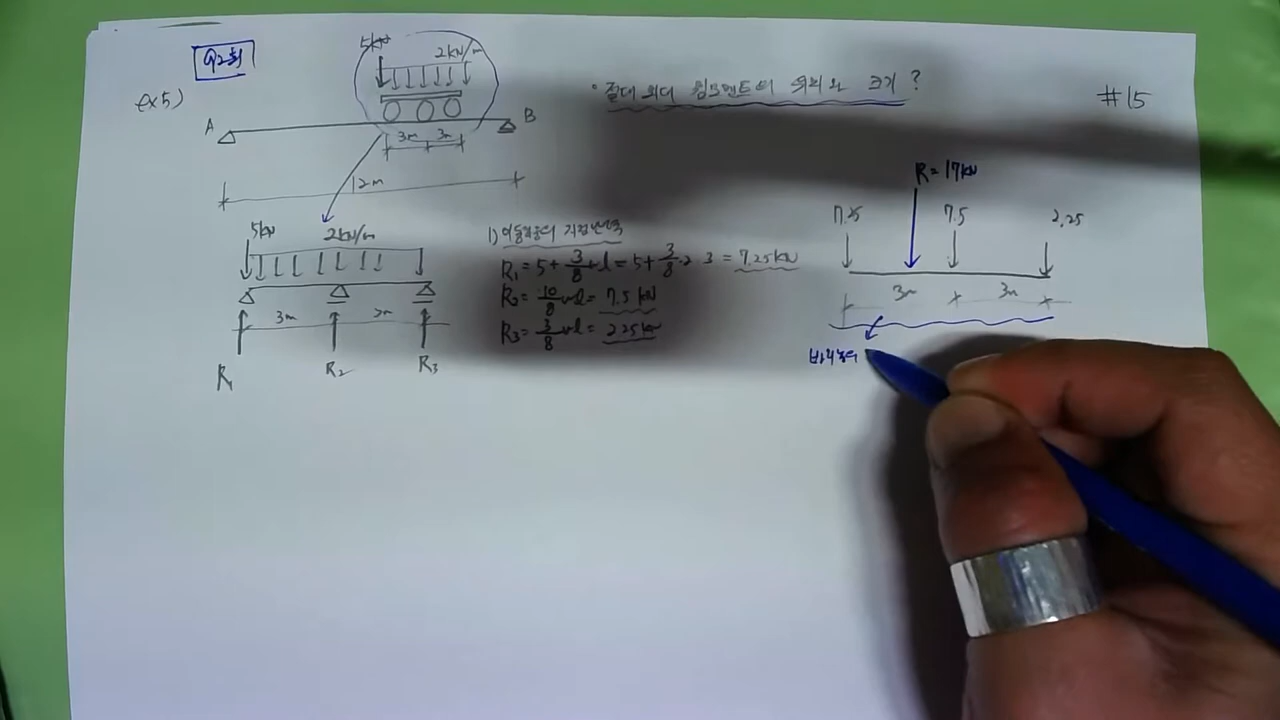 92회
ex5)
5kN
2kN/m
A
B
3m 3m
12m
• 절대 최대 휨모멘트의 위치와 크기?
#15
5kN
2kN/m
3m 3m
R₁ R₂ R₃
1) 이동하중의 지점반력
R₁ = 5 + 3/8 wl = 5 + 3/8 · 2 · 3 = 7.25kN
R₂ = 10/8 wl = 7.5kN
R₃ = 3/8 wl = 2.25kN
R=17kN
7.25 7.5 2.25
3m 3m